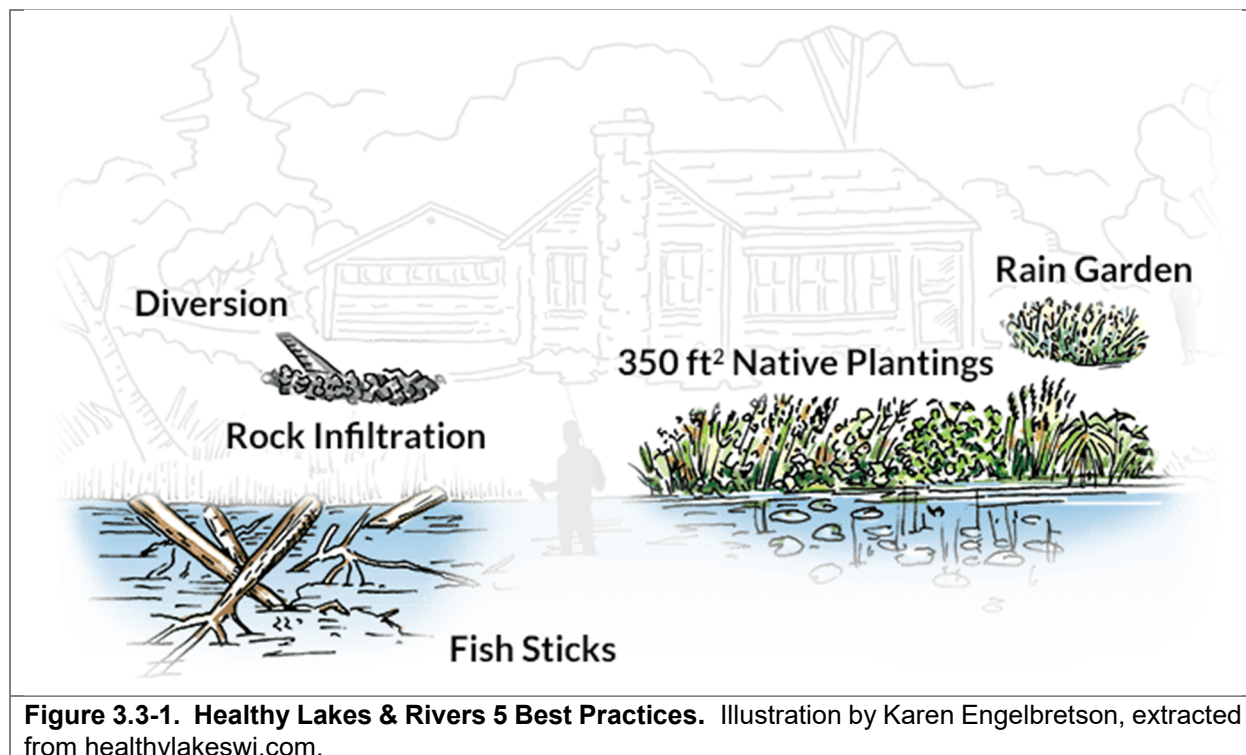 Rain Garden
Diversion
350 ft² Native Plantings
Rock Infiltration
Fish Sticks
Figure 3.3-1. Healthy Lakes & Rivers 5 Best Practices. Illustration by Karen Engelbretson, extracted
from healthylakeswi.com.